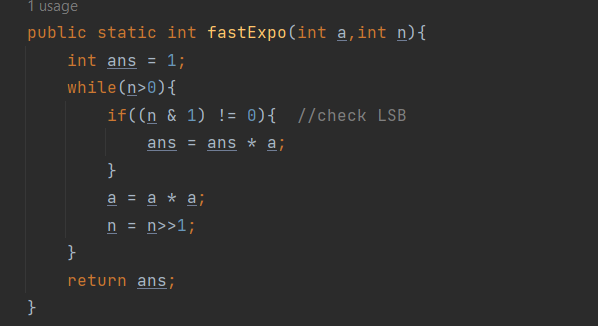 1 usage
public static int fastExpo(int a,int n){
int ans = 1;
while(n>0){
if((n & 1) != 0){  //check LSB
ans = ans * a;
}
a = a * a;
n = n>>1;
}
return ans;
}